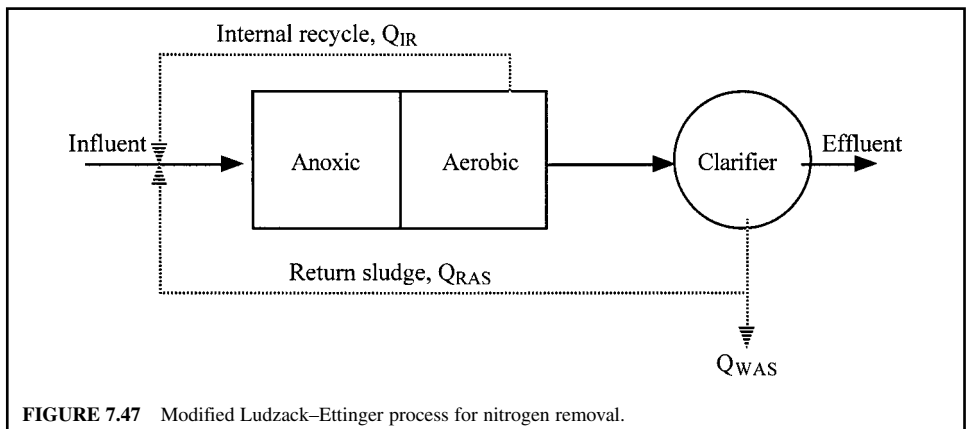 Internal recycle, QIR
Influent
Anoxic
Aerobic
Clarifier
Effluent
Return sludge, QRAS
QWAS
FIGURE 7.47 Modified Ludzack–Ettinger process for nitrogen removal.